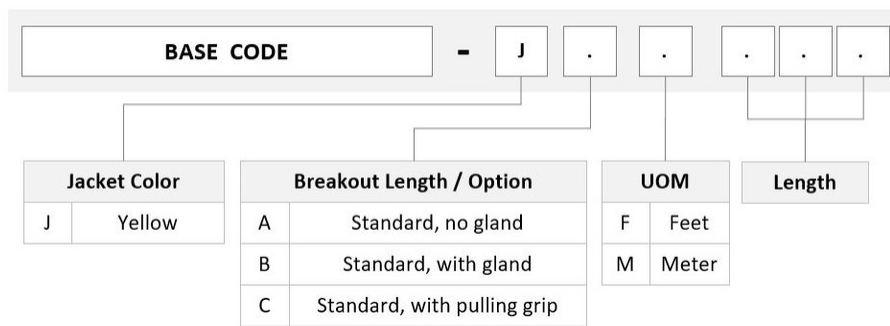 BASE CODE - J . . . . .
Jacket Color
J Yellow
Breakout Length / Option
A Standard, no gland
B Standard, with gland
C Standard, with pulling grip
UOM
F Feet
M Meter
Length